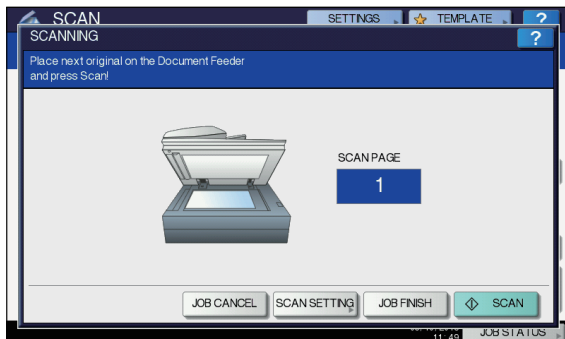 SCAN
SETTINGS
TEMPLATE
?
SCANNING
?
Place next original on the Document Feeder
and press Scan!
SCAN PAGE
1
JOB CANCEL
SCAN SETTING
JOB FINISH
SCAN
11:49
JOB STATUS